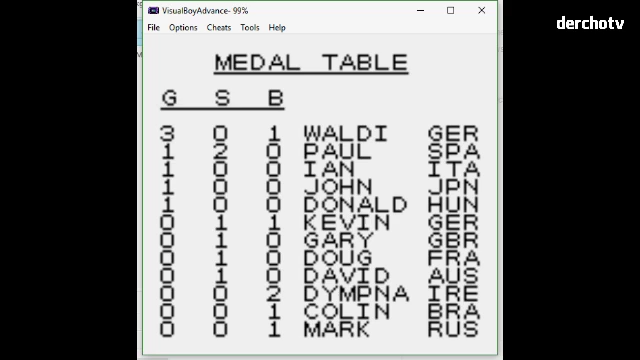 VisualBoyAdvance- 99%
derchotv
File Options Cheats Tools Help
MEDAL TABLE
G S B
3 0 1 WALDI GER
1 2 0 PAUL SPA
1 0 0 IAN ITA
1 0 0 JOHN JPN
1 0 0 DONALD HUN
0 1 1 KEVIN GER
0 1 0 GARY GBR
0 1 0 DOUG FRA
0 1 0 DAVID AUS
0 0 2 DYMPNA IRE
0 0 1 COLIN BRA
0 0 1 MARK RUS